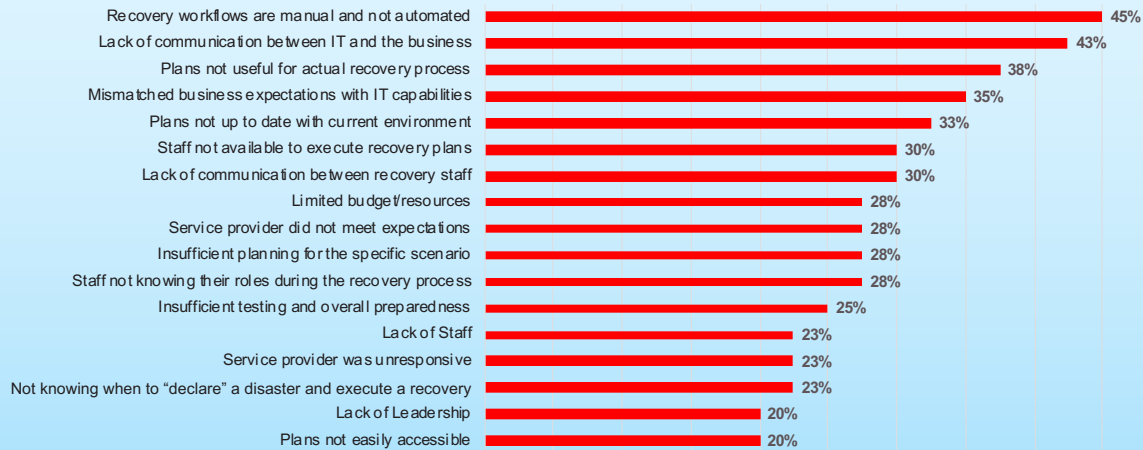 Recovery workflows are manual and not automated 45%
Lack of communication between IT and the business 43%
Plans not useful for actual recovery process 38%
Mismatched business expectations with IT capabilities 35%
Plans not up to date with current environment 33%
Staff not available to execute recovery plans 30%
Lack of communication between recovery staff 30%
Limited budget/resources 28%
Service provider did not meet expectations 28%
Insufficient planning for the specific scenario 28%
Staff not knowing their roles during the recovery process 28%
Insufficient testing and overall preparedness 25%
Lack of Staff 23%
Service provider was unresponsive 23%
Not knowing when to “declare” a disaster and execute a recovery 23%
Lack of Leadership 20%
Plans not easily accessible 20%